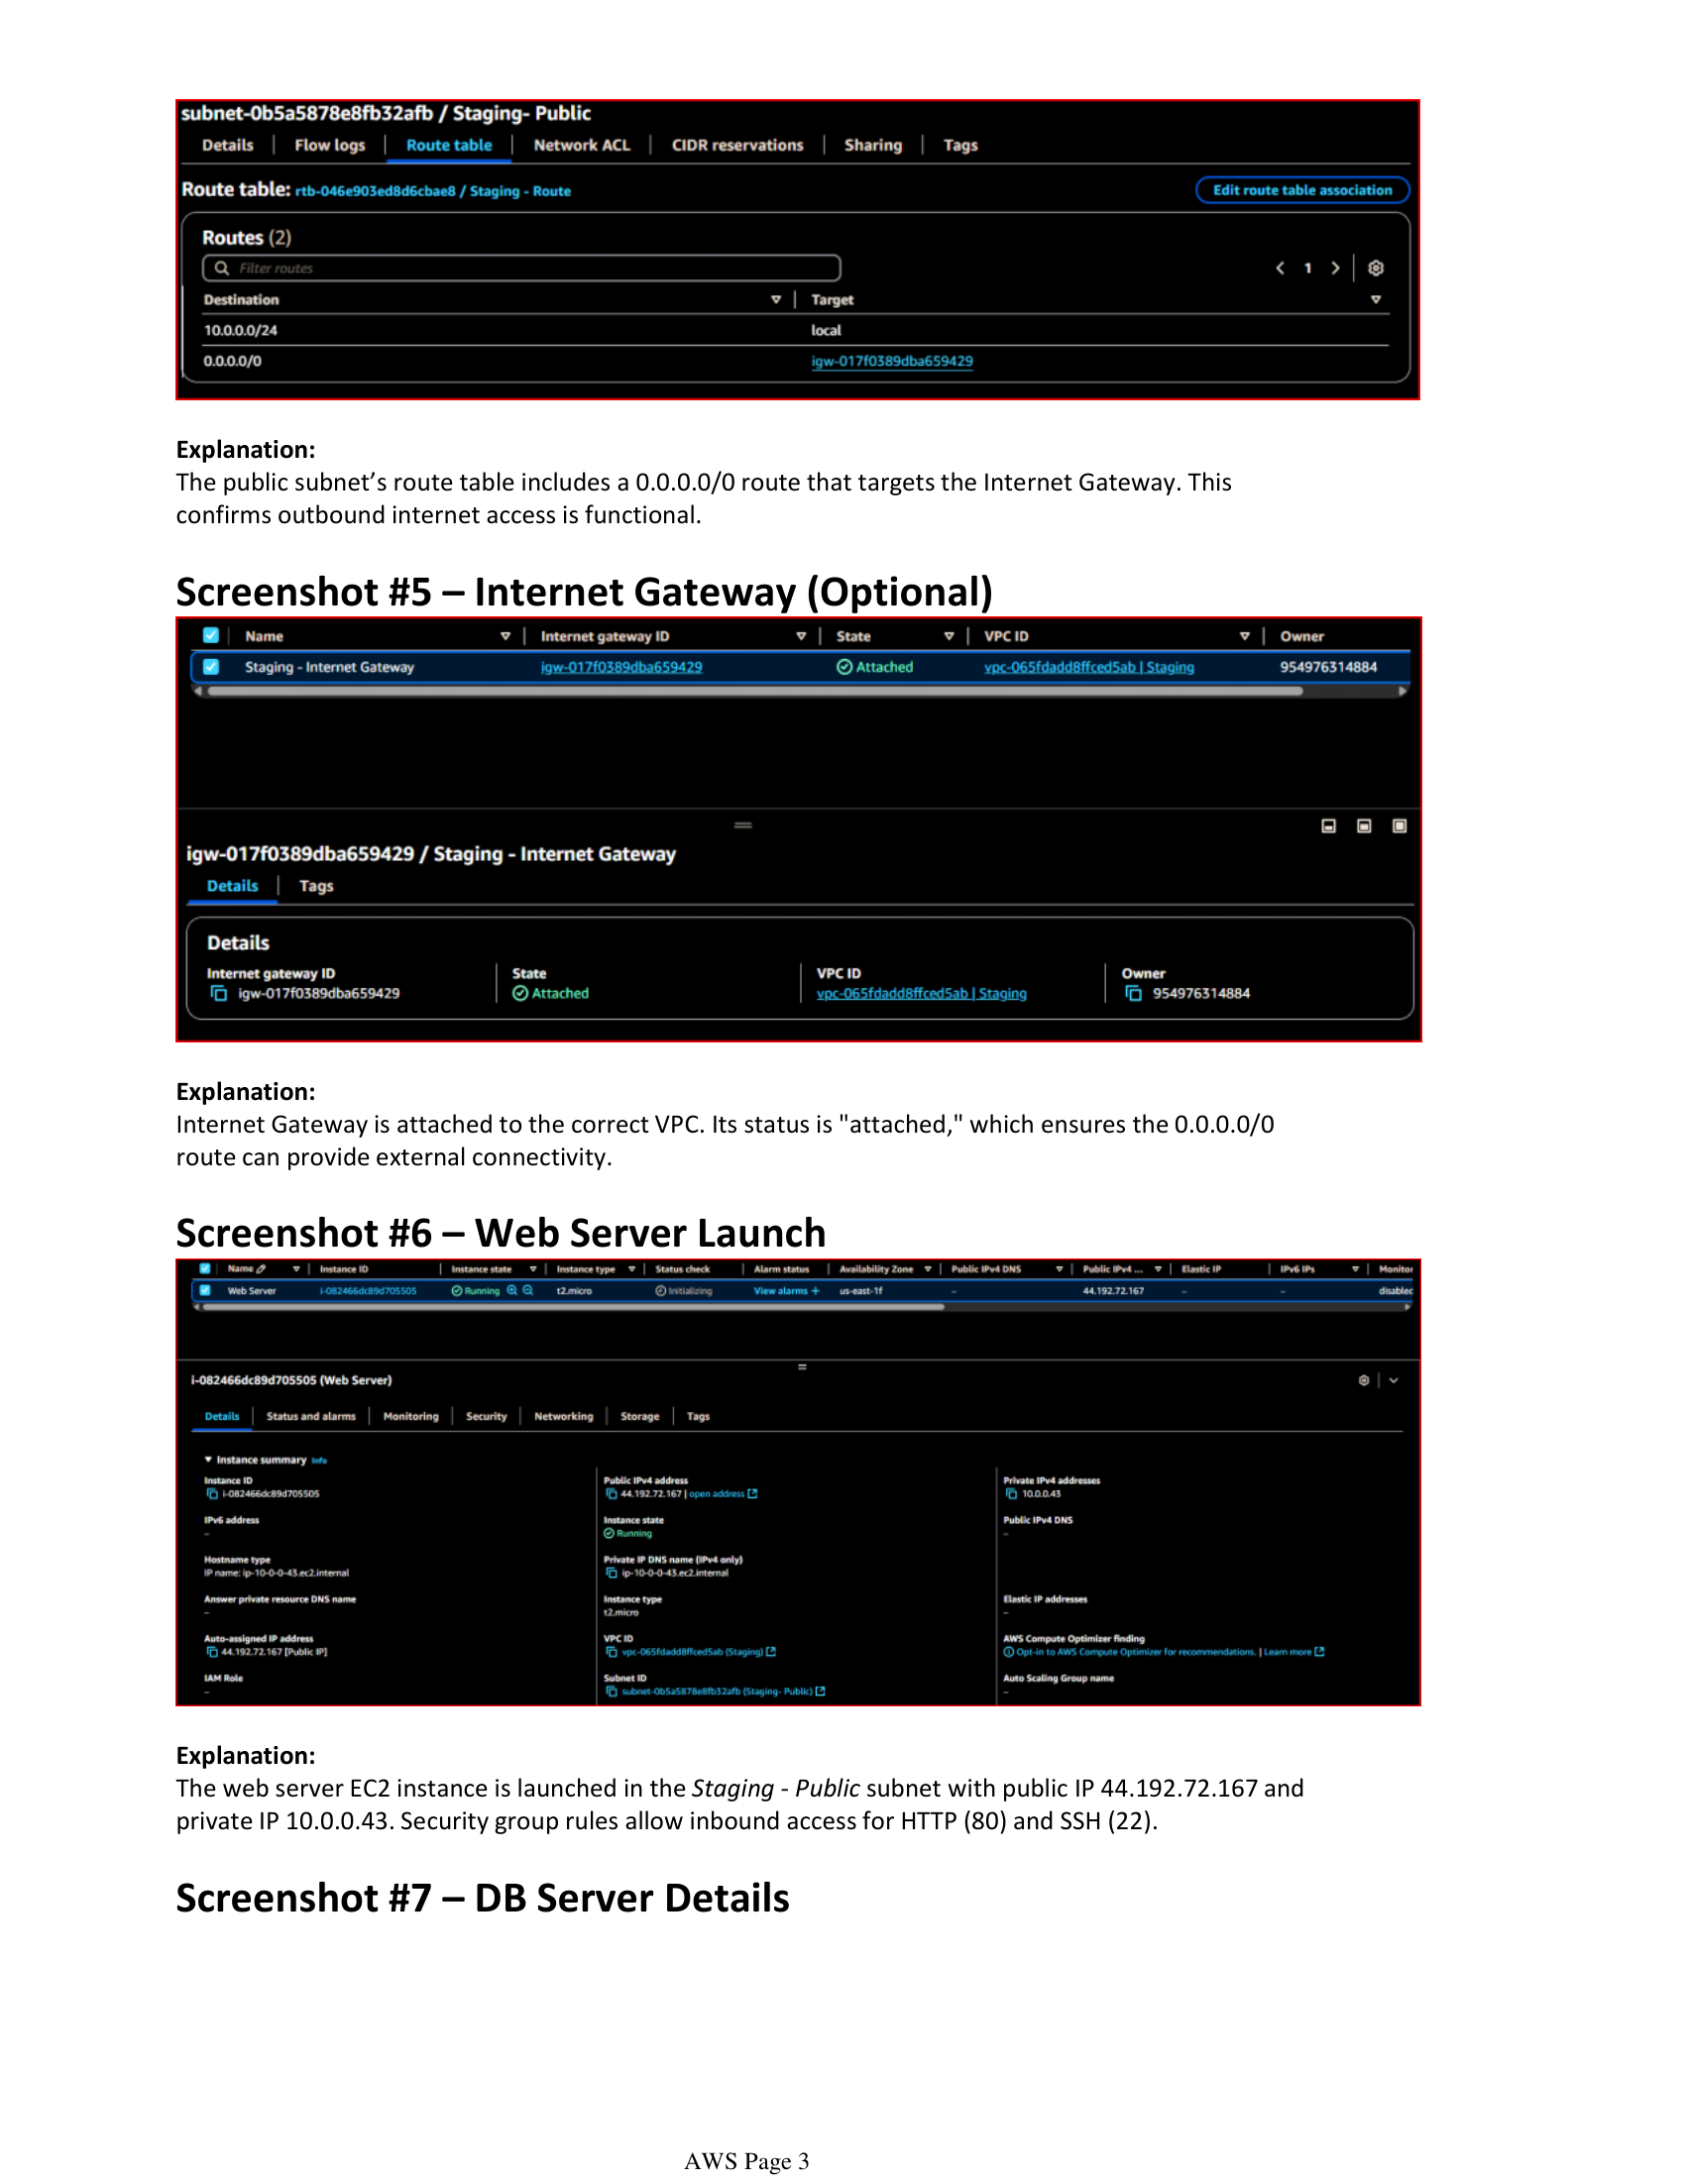 subnet-0b5a5878e8fb32afb / Staging- Public
Details | Flow logs | Route table | Network ACL | CIDR reservations | Sharing | Tags
Route table: rtb-046e903ed8d6cbae8 / Staging - Route Edit route table association
Routes (2)
Filter routes 1
Destination Target
10.0.0.0/24 local
0.0.0.0/0 igw-017f0389dba659429
Explanation:
The public subnet’s route table includes a 0.0.0.0/0 route that targets the Internet Gateway. This
confirms outbound internet access is functional.
Screenshot #5 – Internet Gateway (Optional)
Name Internet gateway ID State VPC ID Owner
Staging - Internet Gateway igw-017f0389dba659429 Attached vpc-065fdadd8ffced5ab | Staging 954976314884
igw-017f0389dba659429 / Staging - Internet Gateway
Details | Tags
Details
Internet gateway ID State VPC ID Owner
igw-017f0389dba659429 Attached vpc-065fdadd8ffced5ab | Staging 954976314884
Explanation:
Internet Gateway is attached to the correct VPC. Its status is "attached," which ensures the 0.0.0.0/0
route can provide external connectivity.
Screenshot #6 – Web Server Launch
Name Instance ID Instance state Instance type Status check Alarm status Availability Zone Public IPv4 DNS Public IPv4 ... Elastic IP IPv6 IPs Monitor
Web Server i-082466dc89d705505 Running t2.micro Initializing View alarms + us-east-1f – 44.192.72.167 – – disabled
i-082466dc89d705505 (Web Server)
Details | Status and alarms | Monitoring | Security | Networking | Storage | Tags
Instance summary Info
Instance ID Public IPv4 address Private IPv4 addresses
i-082466dc89d705505 44.192.72.167 | open address 10.0.0.43
IPv6 address Instance state Public IPv4 DNS
– Running –
Hostname type Private IP DNS name (IPv4 only)
IP name: ip-10-0-0-43.ec2.internal ip-10-0-0-43.ec2.internal
Answer private resource DNS name Instance type Elastic IP addresses
– t2.micro –
Auto-assigned IP address VPC ID AWS Compute Optimizer finding
44.192.72.167 [Public IP] vpc-065fdadd8ffced5ab (Staging) Opt-in to AWS Compute Optimizer for recommendations. | Learn more
IAM Role Subnet ID Auto Scaling Group name
– subnet-0b5a5878e8fb32afb (Staging- Public) –
Explanation:
The web server EC2 instance is launched in the Staging - Public subnet with public IP 44.192.72.167 and
private IP 10.0.0.43. Security group rules allow inbound access for HTTP (80) and SSH (22).
Screenshot #7 – DB Server Details
AWS Page 3